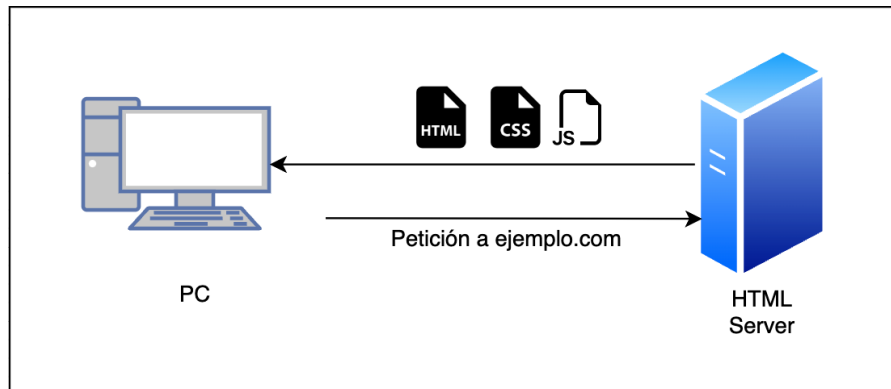 HTML
CSS
JS
Petición a ejemplo.com
PC
HTML
Server